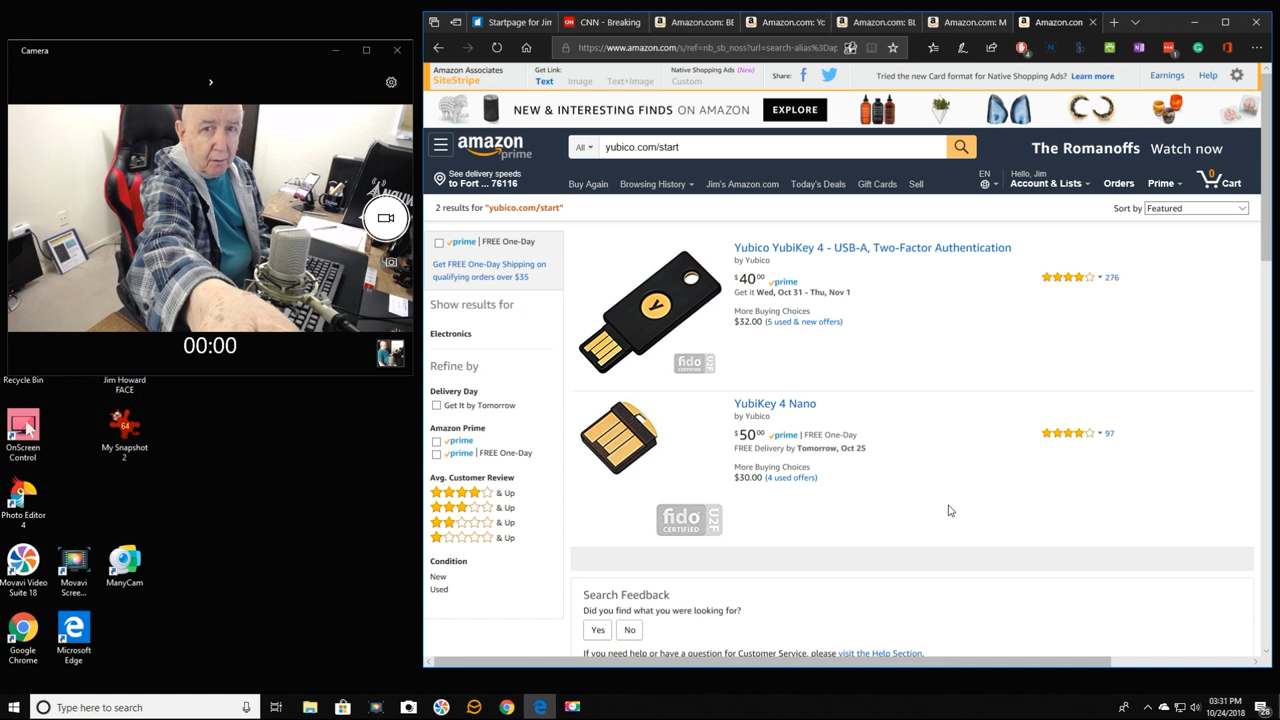 Camera
00:00
Recycle Bin
Jim Howard
FACE
OnScreen
Control
My Snapshot
2
Photo Editor
4
Movavi Video
Suite 18
Movavi
Scree...
ManyCam
Google
Chrome
Microsoft
Edge
Startpage for Jim
CNN - Breaking
Amazon.com: BE
Amazon.com: Yo
Amazon.com: BL
Amazon.com: M
Amazon.com
https://www.amazon.com/s/ref=nb_sb_noss?url=search-alias%3Dap
Amazon Associates
SiteStripe
Get Link:
Text Image Text+Image
Native Shopping Ads (New)
Custom
Share:
Tried the new Card format for Native Shopping Ads? Learn more
Earnings Help
NEW & INTERESTING FINDS ON AMAZON EXPLORE
amazon
prime
All
yubico.com/start
The Romanoffs Watch now
See delivery speeds
to Fort ... 76116
Buy Again Browsing History Jim's Amazon.com Today's Deals Gift Cards Sell
EN
Hello, Jim
Account & Lists
Orders
Prime
0
Cart
2 results for "yubico.com/start"
Sort by Featured
prime | FREE One-Day
Get FREE One-Day Shipping on
qualifying orders over $35
Show results for
Electronics
Refine by
Delivery Day
Get It by Tomorrow
Amazon Prime
prime
prime | FREE One-Day
Avg. Customer Review
& Up
& Up
& Up
& Up
Condition
New
Used
Y
fido
CERTIFIED
U2F
Yubico YubiKey 4 - USB-A, Two-Factor Authentication
by Yubico
$40 00 prime
Get it Wed, Oct 31 - Thu, Nov 1
More Buying Choices
$32.00 (5 used & new offers)
276
fido
CERTIFIED
U2F
YubiKey 4 Nano
by Yubico
$50 00 prime | FREE One-Day
FREE Delivery by Tomorrow, Oct 25
More Buying Choices
$30.00 (4 used offers)
97
Search Feedback
Did you find what you were looking for?
Yes No
If you need help or have a question for Customer Service, please visit the Help Section.
Type here to search
03:31 PM
10/24/2018
28